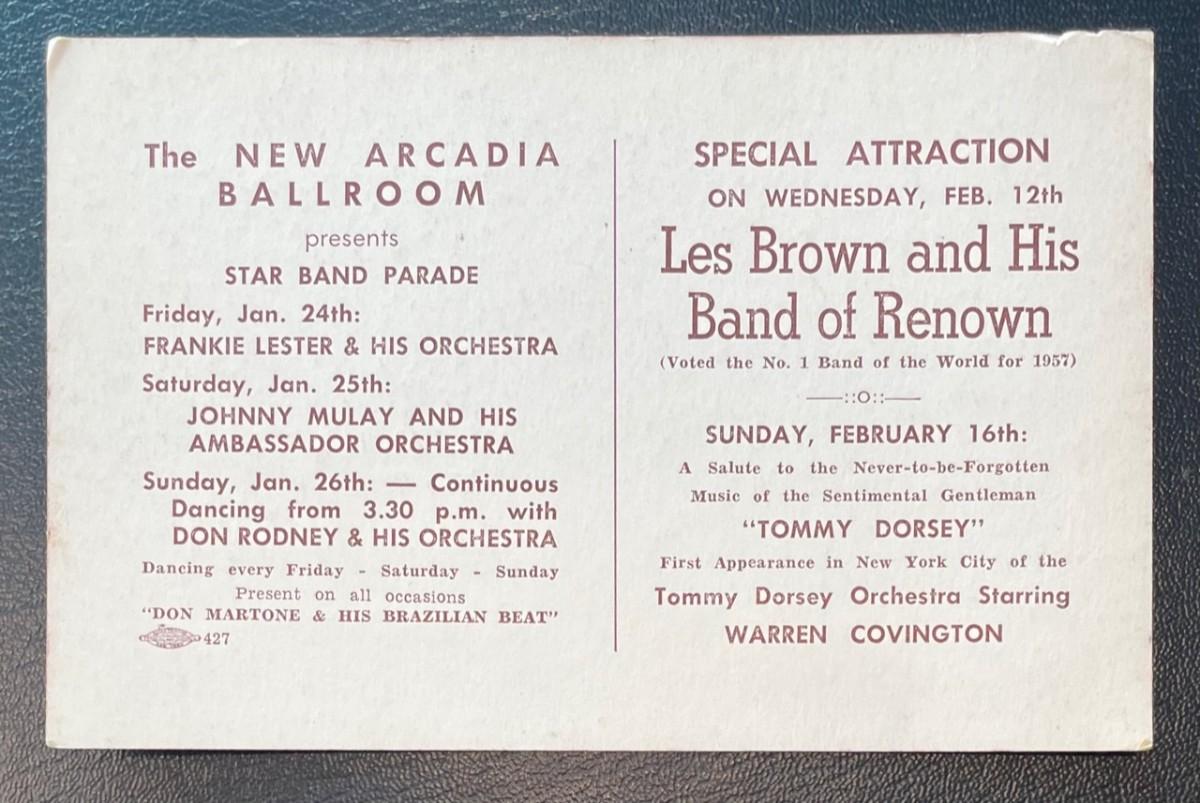 The NEW ARCADIA
BALLROOM
presents
STAR BAND PARADE
Friday, Jan. 24th:
FRANKIE LESTER & HIS ORCHESTRA
Saturday, Jan. 25th:
JOHNNY MULAY AND HIS
AMBASSADOR ORCHESTRA
Sunday, Jan. 26th: — Continuous
Dancing from 3.30 p.m. with
DON RODNEY & HIS ORCHESTRA
Dancing every Friday - Saturday - Sunday
Present on all occasions
"DON MARTONE & HIS BRAZILIAN BEAT"
427
SPECIAL ATTRACTION
ON WEDNESDAY, FEB. 12th
Les Brown and His
Band of Renown
(Voted the No. 1 Band of the World for 1957)
—::O::—
SUNDAY, FEBRUARY 16th:
A Salute to the Never-to-be-Forgotten
Music of the Sentimental Gentleman
"TOMMY DORSEY"
First Appearance in New York City of the
Tommy Dorsey Orchestra Starring
WARREN COVINGTON